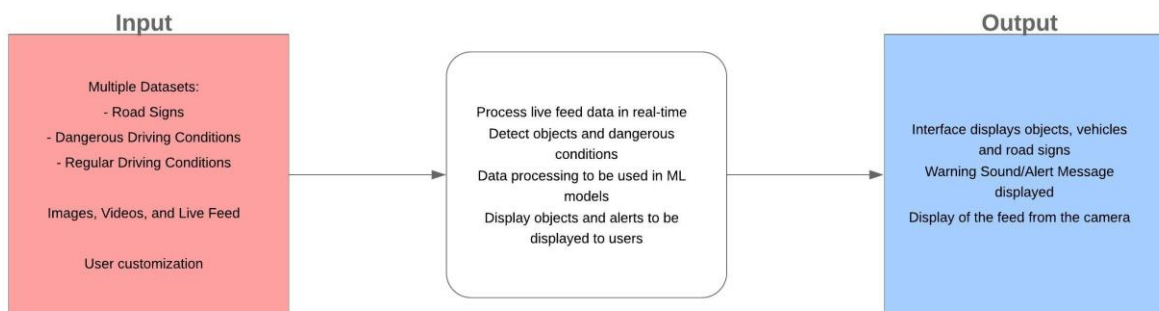 Input
Multiple Datasets:
- Road Signs
- Dangerous Driving Conditions
- Regular Driving Conditions
Images, Videos, and Live Feed
User customization
Process live feed data in real-time
Detect objects and dangerous
conditions
Data processing to be used in ML
models
Display objects and alerts to be
displayed to users
Output
Interface displays objects, vehicles
and road signs
Warning Sound/Alert Message
displayed
Display of the feed from the camera